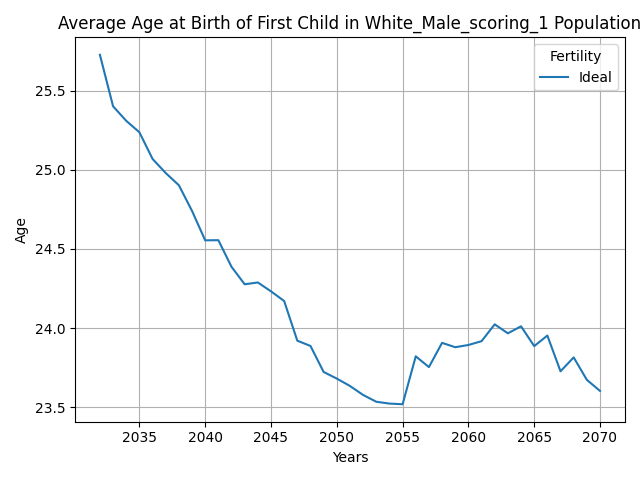 Average Age at Birth of First Child in White_Male_scoring_1 Population
Fertility
Ideal
25.5
25.0
24.5
24.0
23.5
Age
2035 2040 2045 2050 2055 2060 2065 2070
Years